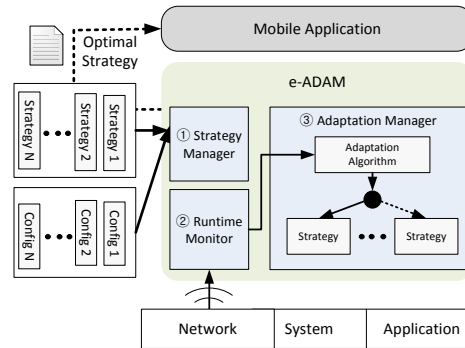 Mobile Application
Optimal
Strategy
e-ADAM
Strategy N
Strategy 2
Strategy 1
① Strategy
Manager
③ Adaptation Manager
Adaptation
Algorithm
Config N
Config 2
Config 1
② Runtime
Monitor
Strategy
Strategy
Network
System
Application